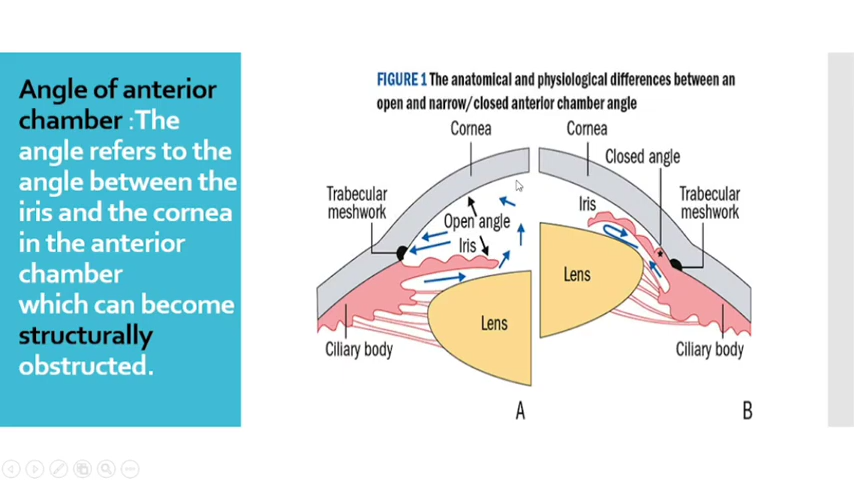 Angle of anterior
chamber :The
angle refers to the
angle between the
iris and the cornea
in the anterior
chamber
which can become
structurally
obstructed.
FIGURE 1 The anatomical and physiological differences between an
open and narrow/closed anterior chamber angle
Cornea
Trabecular
meshwork
Open angle
Iris
Lens
Ciliary body
A
Cornea
Closed angle
Iris
Trabecular
meshwork
Lens
Ciliary body
B